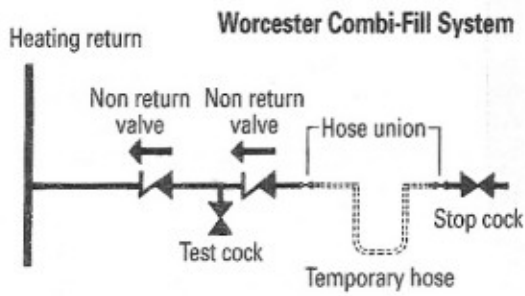 Worcester Combi-Fill System
Heating return
Non return
valve
Non return
valve
Hose union
Stop cock
Test cock
Temporary hose